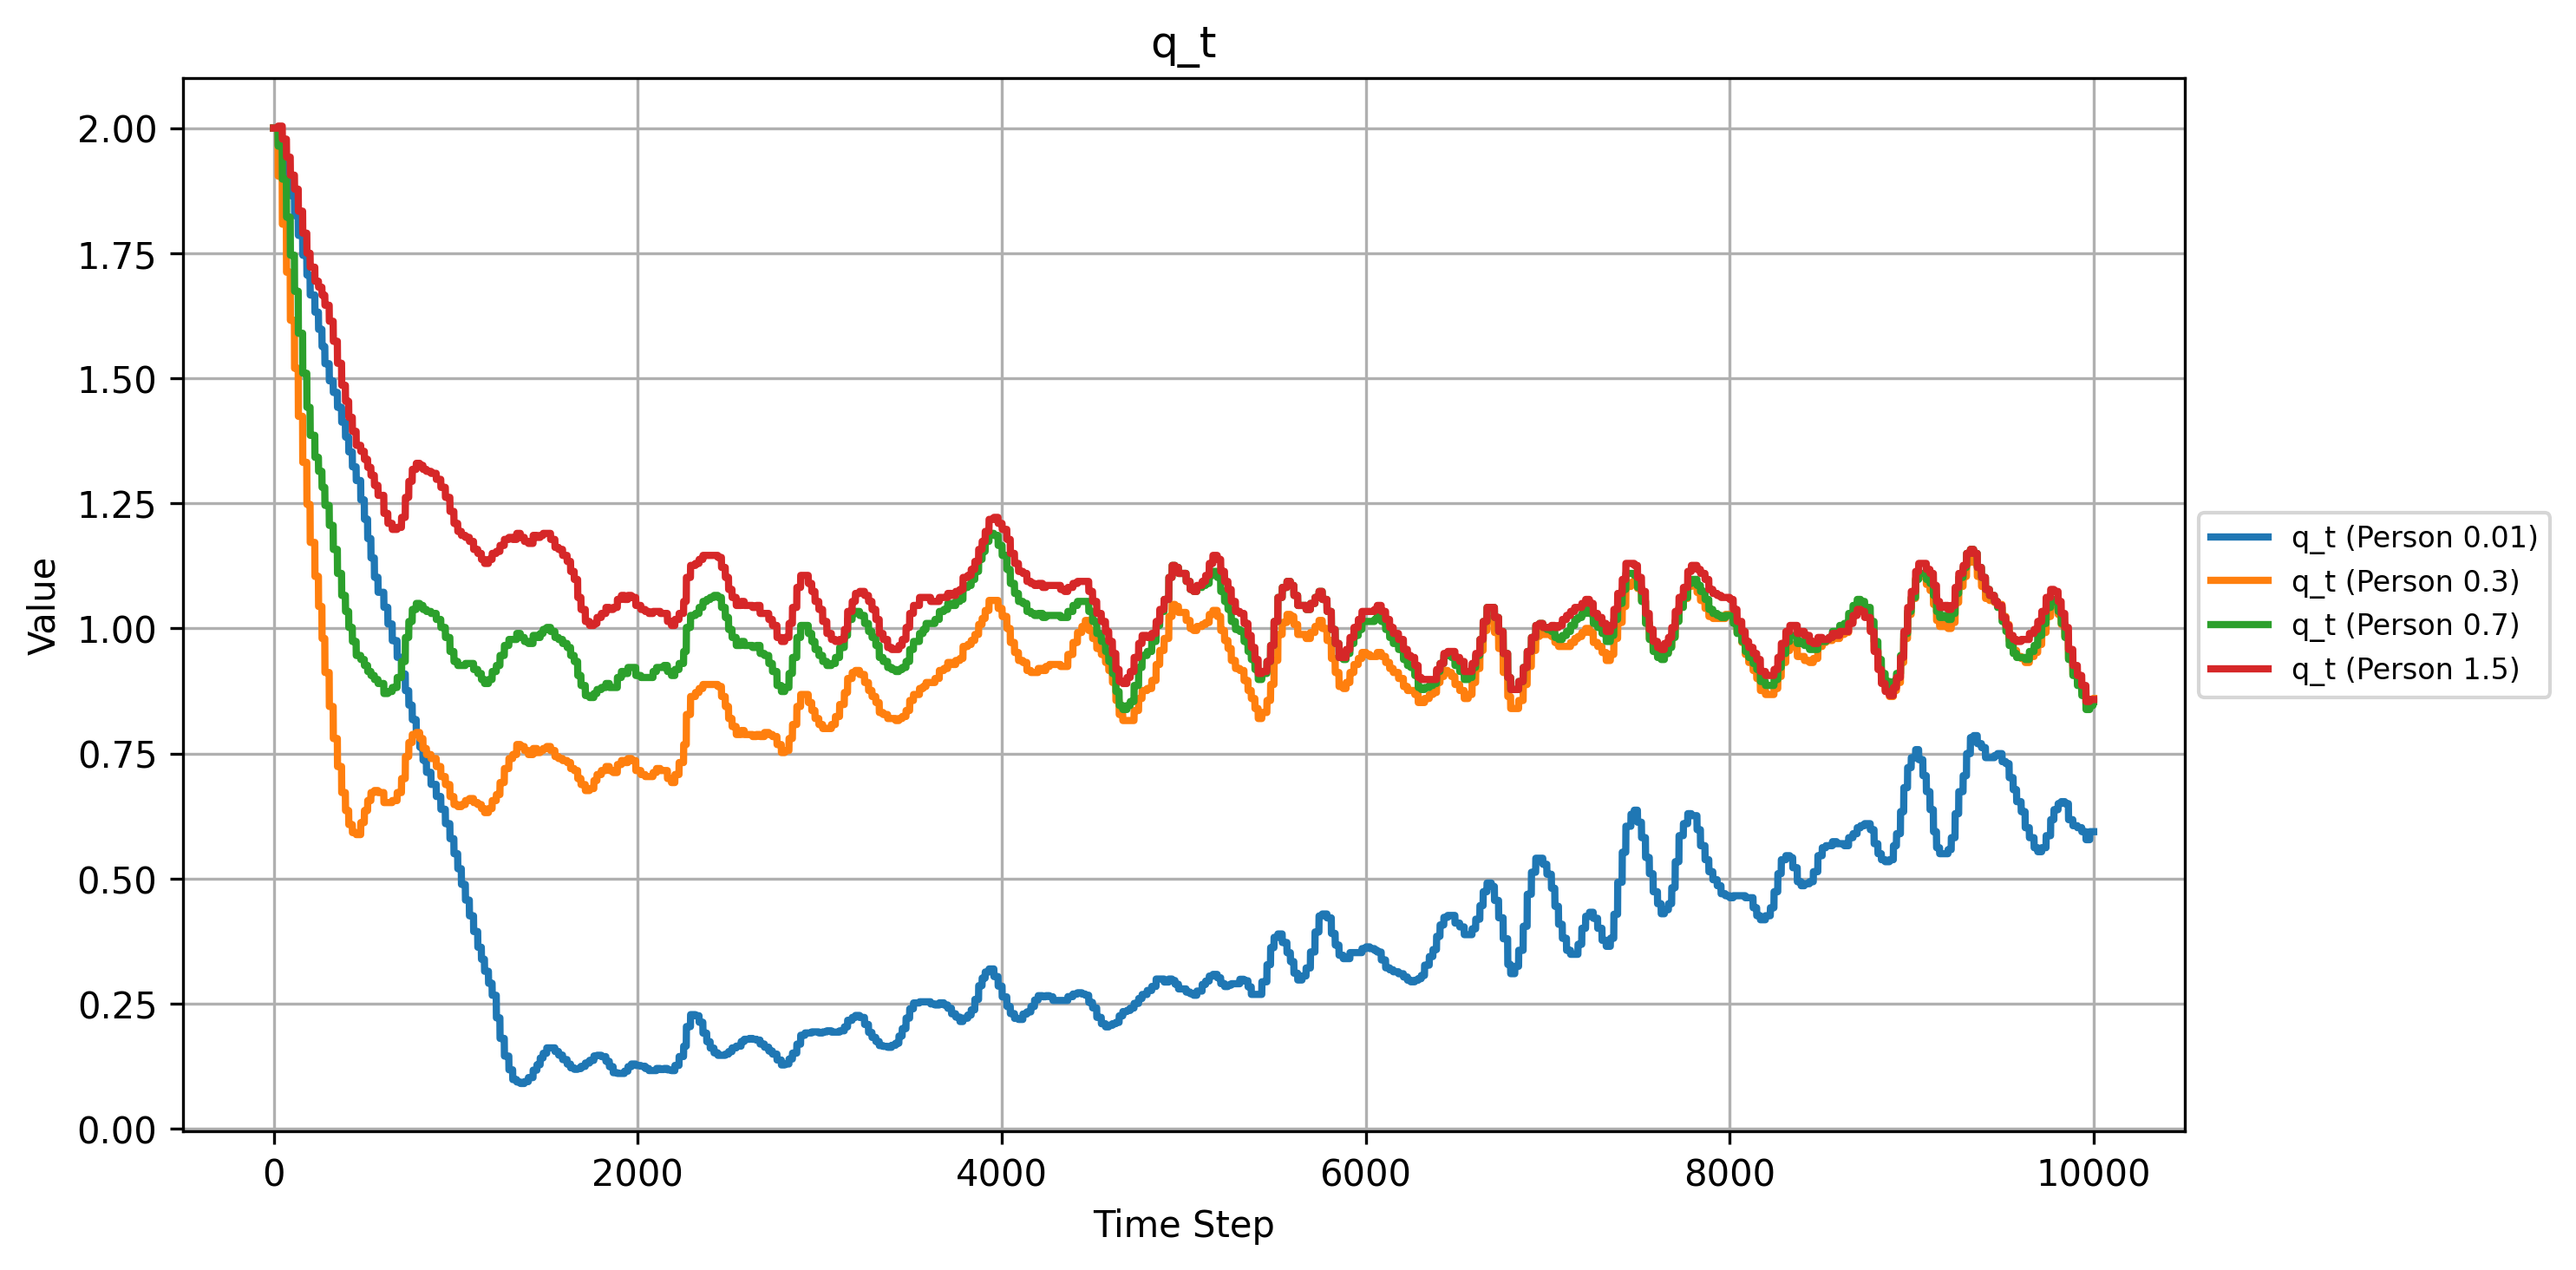 q_t
2.00
1.75
1.50
1.25
1.00
0.75
0.50
0.25
0.00
Value
0 2000 4000 6000 8000 10000
Time Step
q_t (Person 0.01)
q_t (Person 0.3)
q_t (Person 0.7)
q_t (Person 1.5)